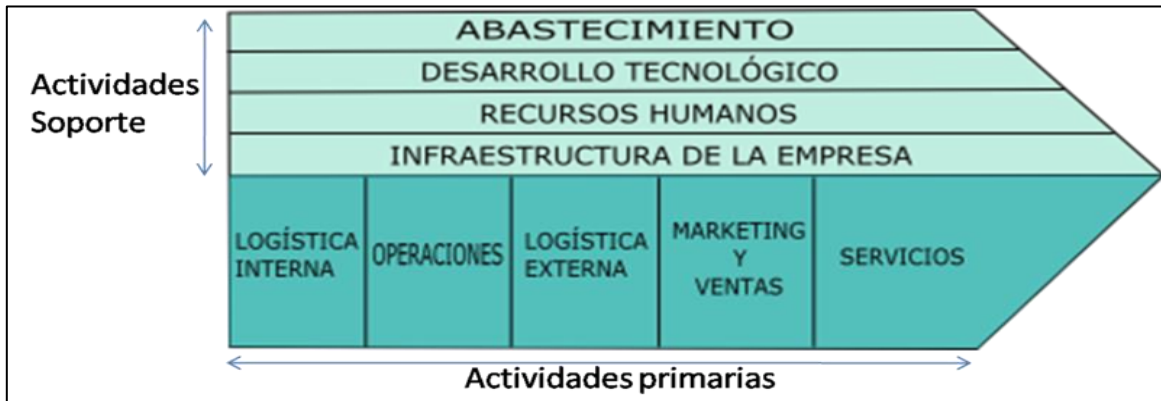 ABASTECIMIENTO
DESARROLLO TECNOLÓGICO
Actividades
Soporte
RECURSOS HUMANOS
INFRAESTRUCTURA DE LA EMPRESA
LOGÍSTICA
INTERNA
OPERACIONES
LOGÍSTICA
EXTERNA
MARKETING
Y
VENTAS
SERVICIOS
Actividades primarias